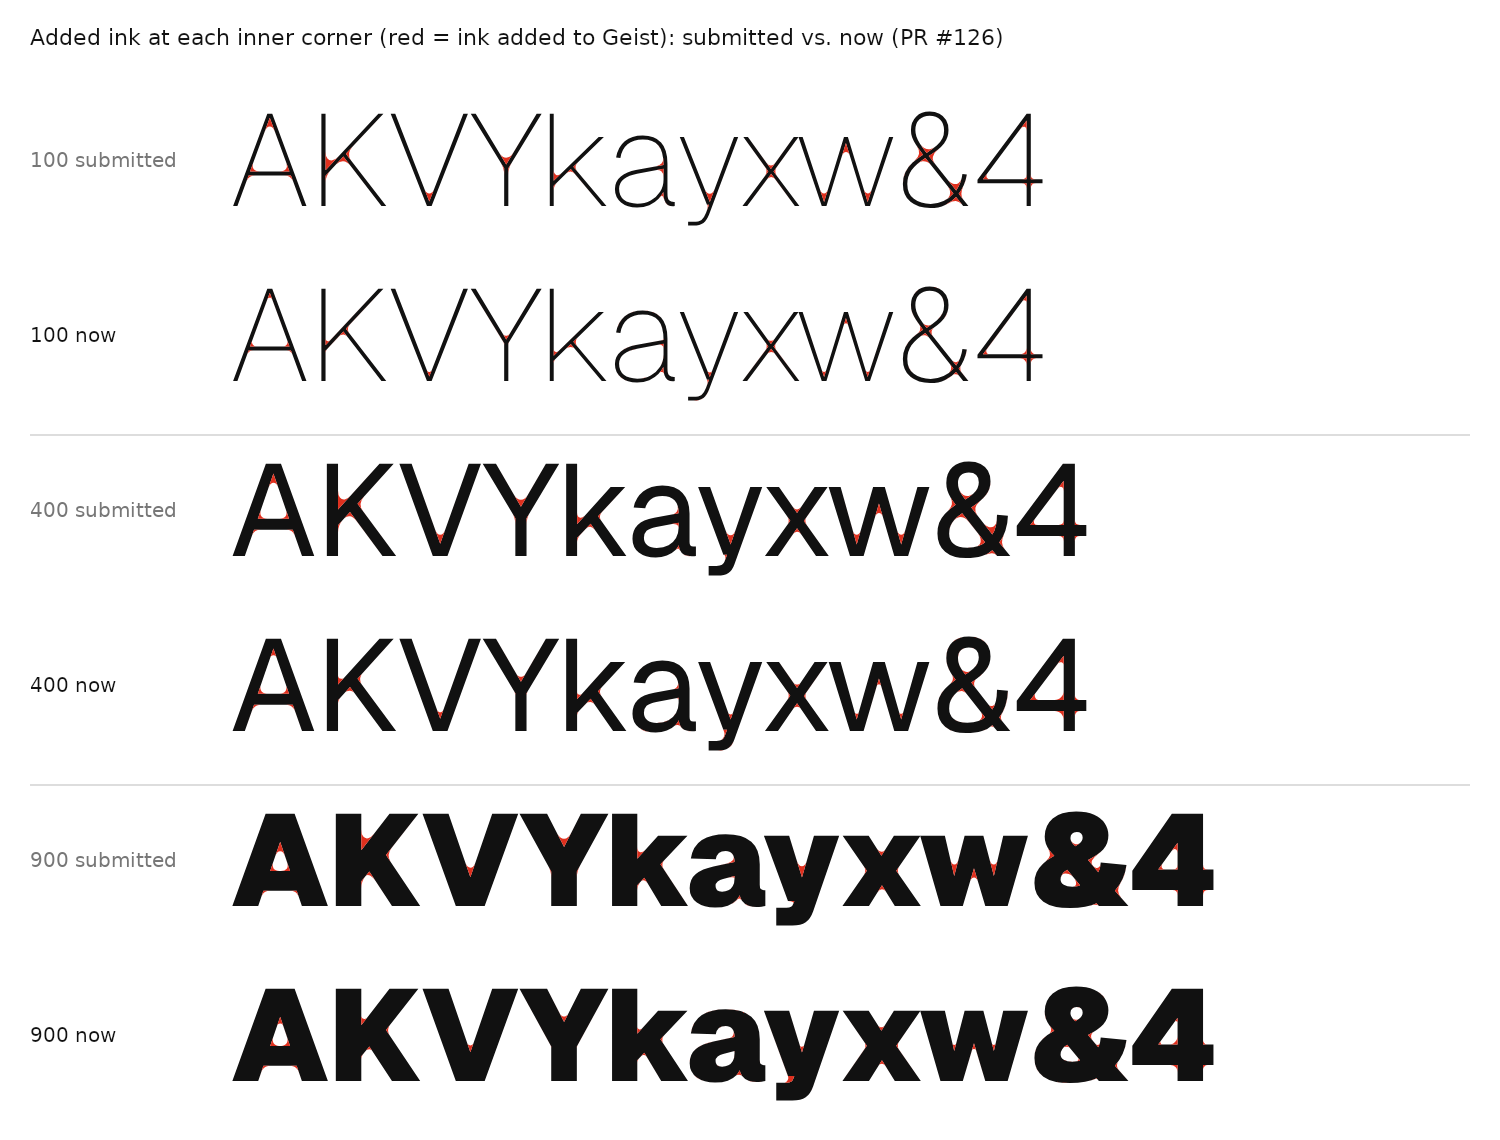 Added ink at each inner corner (red = ink added to Geist): submitted vs. now (PR #126)
100 submitted AKVYkayxw&4
100 now AKVYkayxw&4
400 submitted AKVYkayxw&4
400 now AKVYkayxw&4
900 submitted AKVYkayxw&4
900 now AKVYkayxw&4